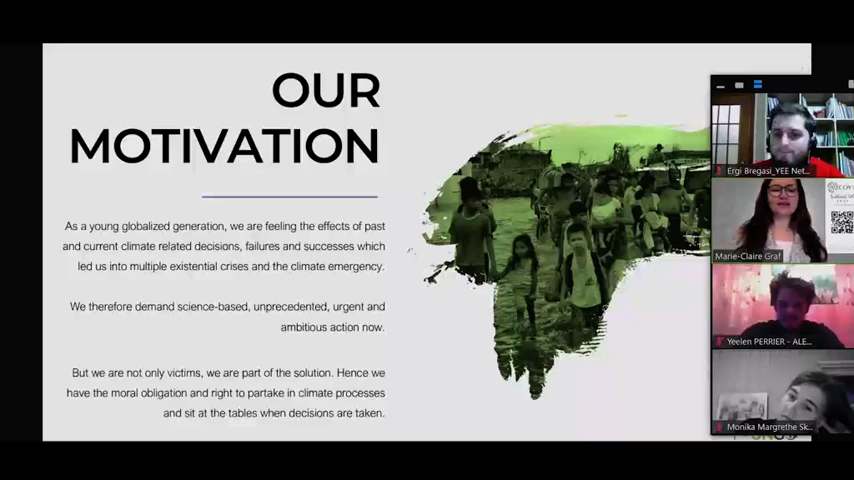 OUR
MOTIVATION
As a young globalized generation, we are feeling the effects of past
and current climate related decisions, failures and successes which
led us into multiple existential crises and the climate emergency.
We therefore demand science-based, unprecedented, urgent and
ambitious action now.
But we are not only victims, we are part of the solution. Hence we
have the moral obligation and right to partake in climate processes
and sit at the tables when decisions are taken.
Ergi Bregasi_YEE Net...
Marie-Claire Graf
Yeelen PERRIER - ALE...
Monika Margrethe Sk...